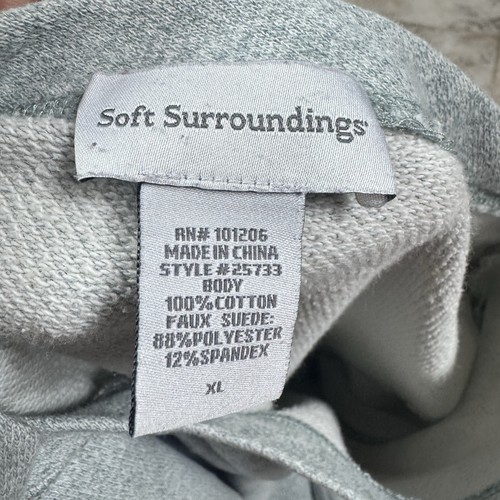 Soft Surroundings
RN# 101206
MADE IN CHINA
STYLE #25733
BODY
100%COTTON
FAUX SUEDE:
88%POLYESTER
12%SPANDEX
XL